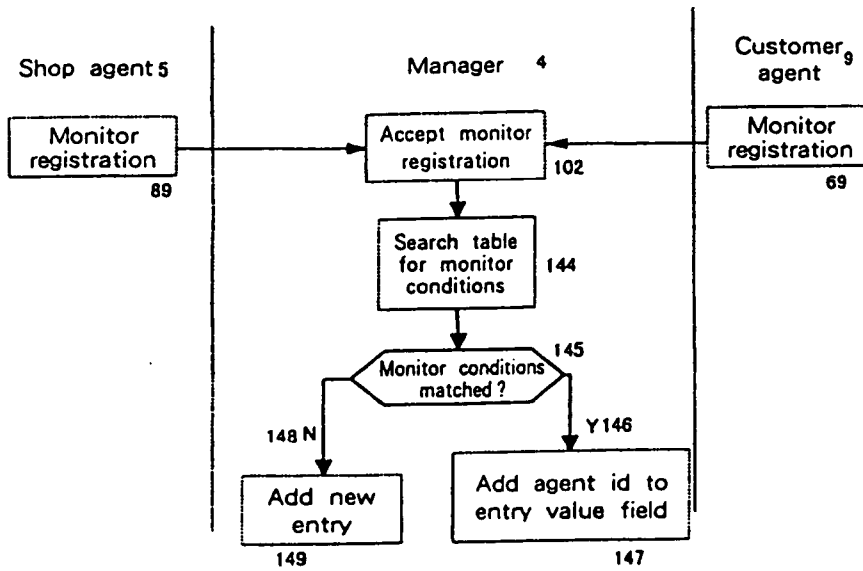 Shop agent 5
Manager 4
Customer 9
agent
Monitor
registration
89
Accept monitor
registration
102
Monitor
registration
69
Search table
for monitor
conditions
144
145
Monitor conditions
matched ?
148 N
Y 146
Add new
entry
149
Add agent id to
entry value field
147